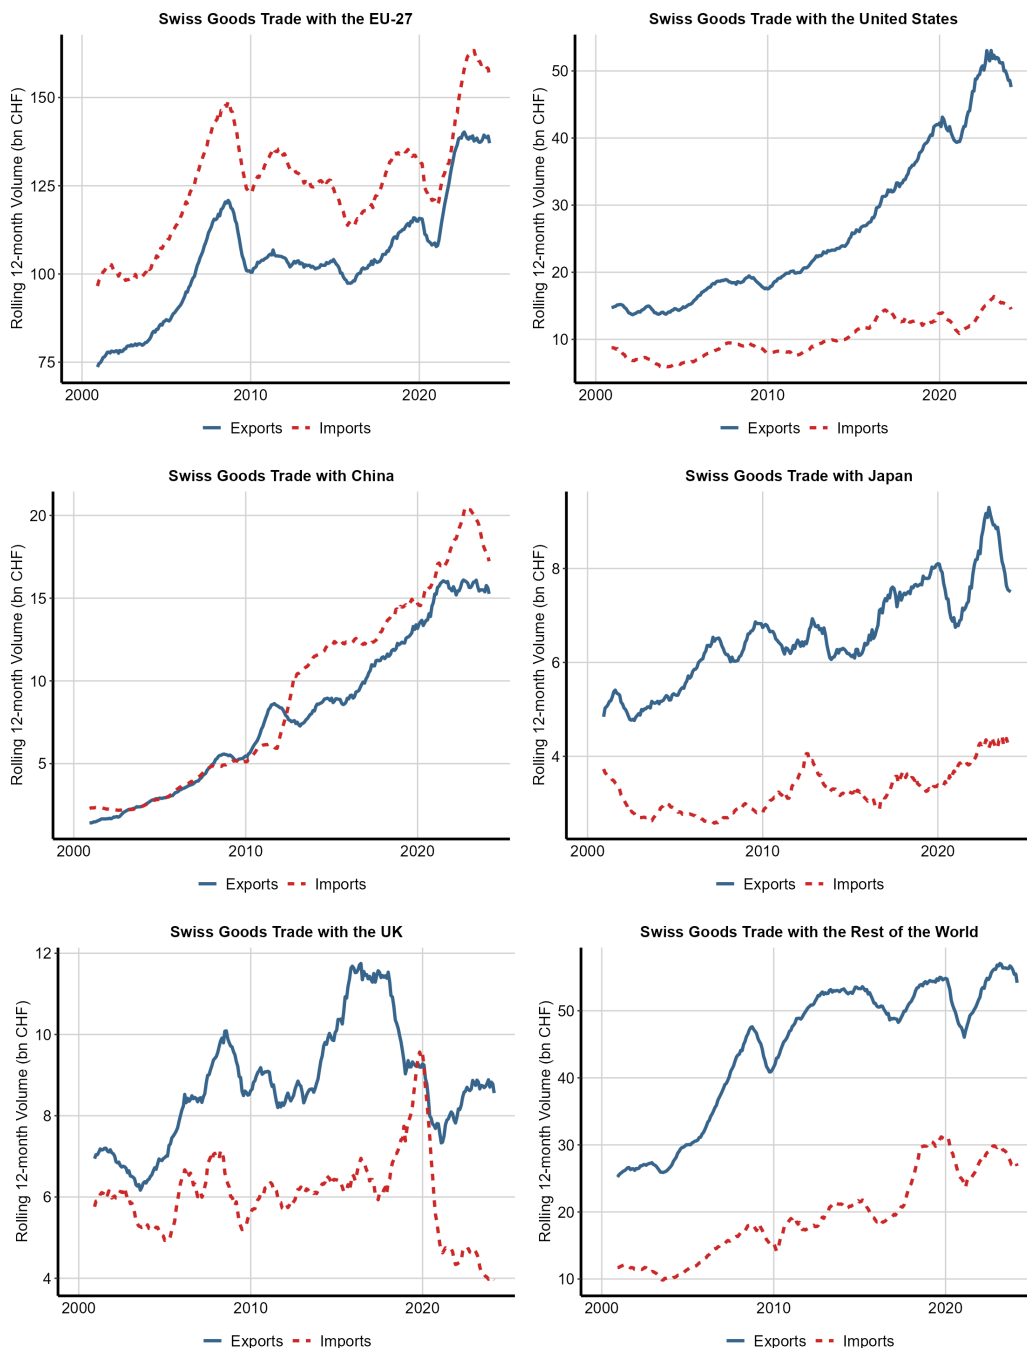 Swiss Goods Trade with the EU-27
Rolling 12-month Volume (bn CHF)
150
125
100
75
2000 2010 2020
Exports Imports
Swiss Goods Trade with the United States
Rolling 12-month Volume (bn CHF)
50
40
30
20
10
2000 2010 2020
Exports Imports
Swiss Goods Trade with China
Rolling 12-month Volume (bn CHF)
20
15
10
5
2000 2010 2020
Exports Imports
Swiss Goods Trade with Japan
Rolling 12-month Volume (bn CHF)
8
6
4
2000 2010 2020
Exports Imports
Swiss Goods Trade with the UK
Rolling 12-month Volume (bn CHF)
12
10
8
6
4
2000 2010 2020
Exports Imports
Swiss Goods Trade with the Rest of the World
Rolling 12-month Volume (bn CHF)
50
40
30
20
10
2000 2010 2020
Exports Imports